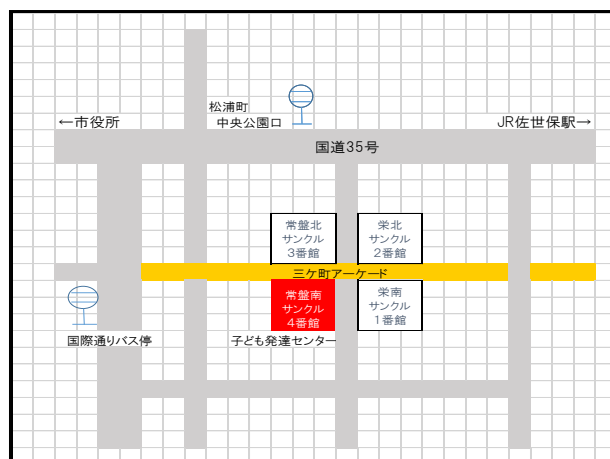 松浦町
中央公園口
←市役所
JR佐世保駅→
国道35号
常盤北
サンクル
3番館
栄北
サンクル
2番館
三ケ町アーケード
常盤南
サンクル
4番館
栄南
サンクル
1番館
国際通りバス停
子ども発達センター